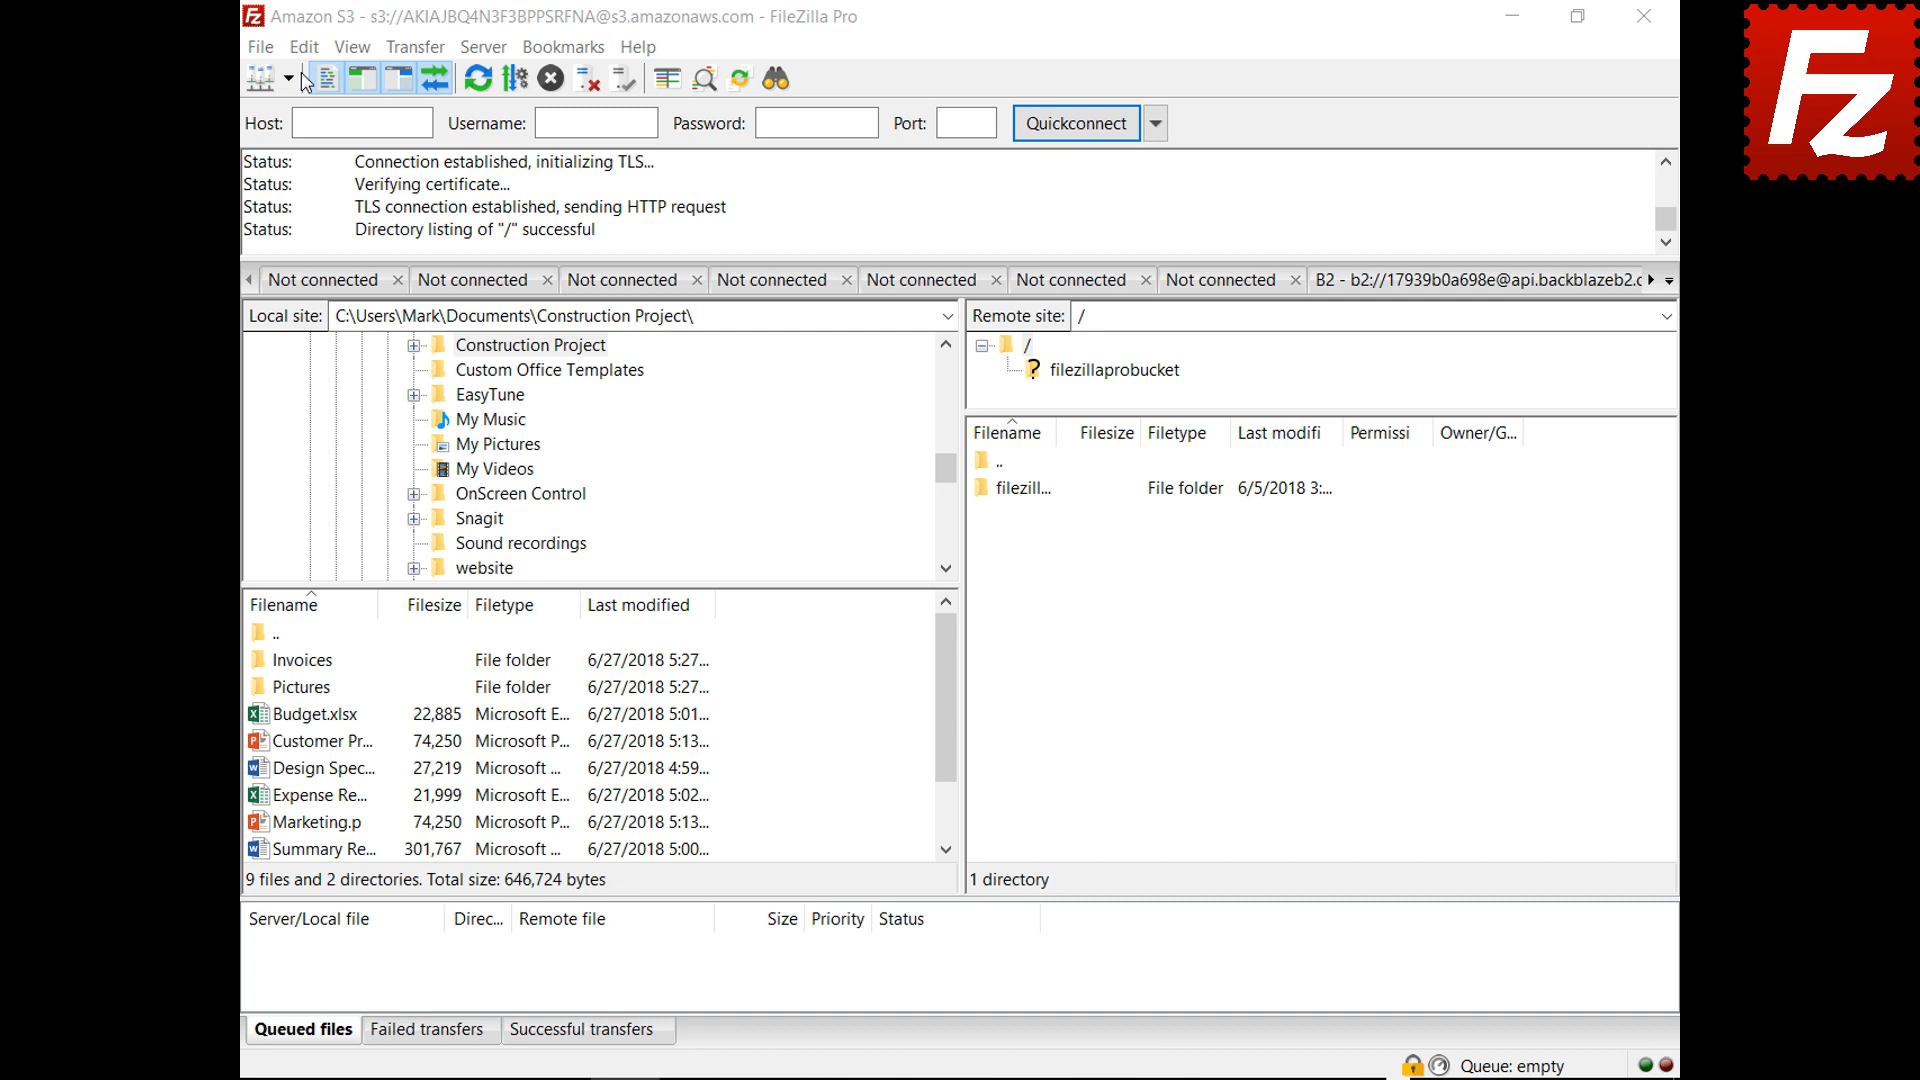 Amazon S3 - s3://AKIAJBQ4N3F3BPPSRFNA@s3.amazonaws.com - FileZilla Pro
File Edit View Transfer Server Bookmarks Help
Host: Username: Password: Port: Quickconnect
Status: Connection established, initializing TLS...
Status: Verifying certificate...
Status: TLS connection established, sending HTTP request
Status: Directory listing of "/" successful
Not connected Not connected Not connected Not connected Not connected Not connected Not connected B2 - b2://17939b0a698e@api.backblazeb2.c
Local site: C:\Users\Mark\Documents\Construction Project\
Construction Project
Custom Office Templates
EasyTune
My Music
My Pictures
My Videos
OnScreen Control
Snagit
Sound recordings
website
Filename Filesize Filetype Last modified
..
Invoices File folder 6/27/2018 5:27...
Pictures File folder 6/27/2018 5:27...
Budget.xlsx 22,885 Microsoft E... 6/27/2018 5:01...
Customer Pr... 74,250 Microsoft P... 6/27/2018 5:13...
Design Spec... 27,219 Microsoft ... 6/27/2018 4:59...
Expense Re... 21,999 Microsoft E... 6/27/2018 5:02...
Marketing.p 74,250 Microsoft P... 6/27/2018 5:13...
Summary Re... 301,767 Microsoft ... 6/27/2018 5:00...
9 files and 2 directories. Total size: 646,724 bytes
Remote site: /
/
? filezillaprobucket
Filename Filesize Filetype Last modifi Permissi Owner/G...
..
filezill... File folder 6/5/2018 3:...
1 directory
Server/Local file Direc... Remote file Size Priority Status
Queued files Failed transfers Successful transfers
Queue: empty
Fz